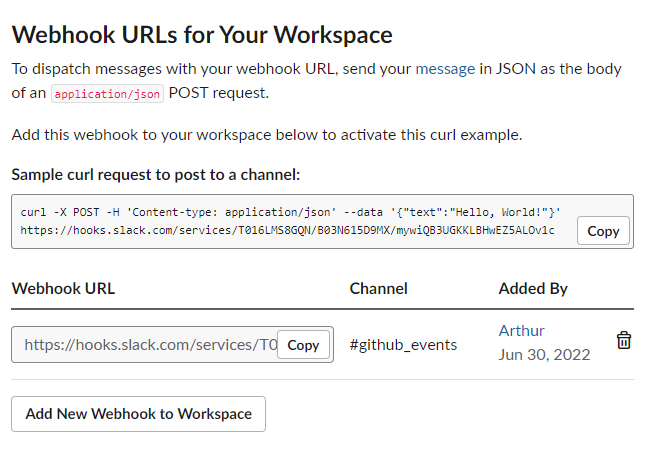 Webhook URLs for Your Workspace
To dispatch messages with your webhook URL, send your message in JSON as the body
of an application/json POST request.
Add this webhook to your workspace below to activate this curl example.
Sample curl request to post to a channel:
curl -X POST -H 'Content-type: application/json' --data '{"text":"Hello, World!"}'
https://hooks.slack.com/services/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
Copy
Webhook URL Channel Added By
https://hooks.slack.com/services/T0 Copy #github_events Arthur
Jun 30, 2022
Add New Webhook to Workspace